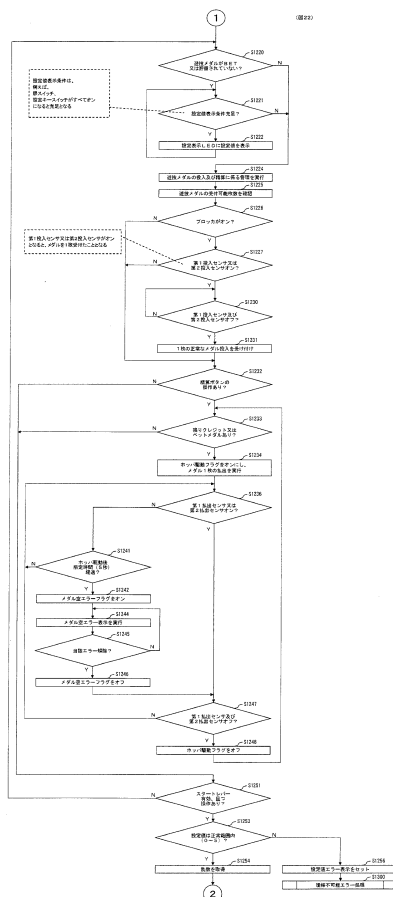 1
(図22)
S1220
遊技メダルがBET
又は貯留されていない?
Y
N
設定値表示条件は、
例えば、
扉スイッチ、
設定キースイッチがすべてオン
になると充足となる
S1221
設定値表示条件充足?
Y
N
S1222
設定表示LEDに設定値を表示
S1224
遊技メダルの投入及び精算に係る管理を実行
S1225
遊技メダルの受付可能枚数を確認
S1226
ブロッカがオン?
Y
N
第1投入センサ又は第2投入センサがオン
となると、メダルを1枚受付けたこととなる
S1227
第1投入センサ又は
第2投入センサオン?
Y
N
S1230
第1投入センサ及び
第2投入センサオフ?
Y
N
S1231
1枚の正常なメダル投入を受け付け
S1232
精算ボタンの
操作あり?
Y
N
S1233
残りクレジット又は
ベットメダルあり?
Y
N
S1234
ホッパ駆動フラグをオンにし、
メダル1枚の払出を実行
S1236
第1払出センサ又は
第2払出センサオン?
Y
N
S1241
ホッパ駆動後
所定時間(5秒)
経過?
Y
N
S1242
メダル空エラーフラグをオン
S1244
メダル空エラー表示を実行
S1245
当該エラー解除?
Y
N
S1246
メダル空エラーフラグをオフ
S1247
第1払出センサ及び
第2払出センサオフ?
Y
N
S1248
ホッパ駆動フラグをオフ
S1251
スタートレバー
有効、且つ
操作あり?
Y
N
S1253
設定値は正常範囲内
(0~5)?
Y
N
S1254
乱数を取得
S1256
設定値エラー表示をセット
S1300
復帰不可能エラー処理
2